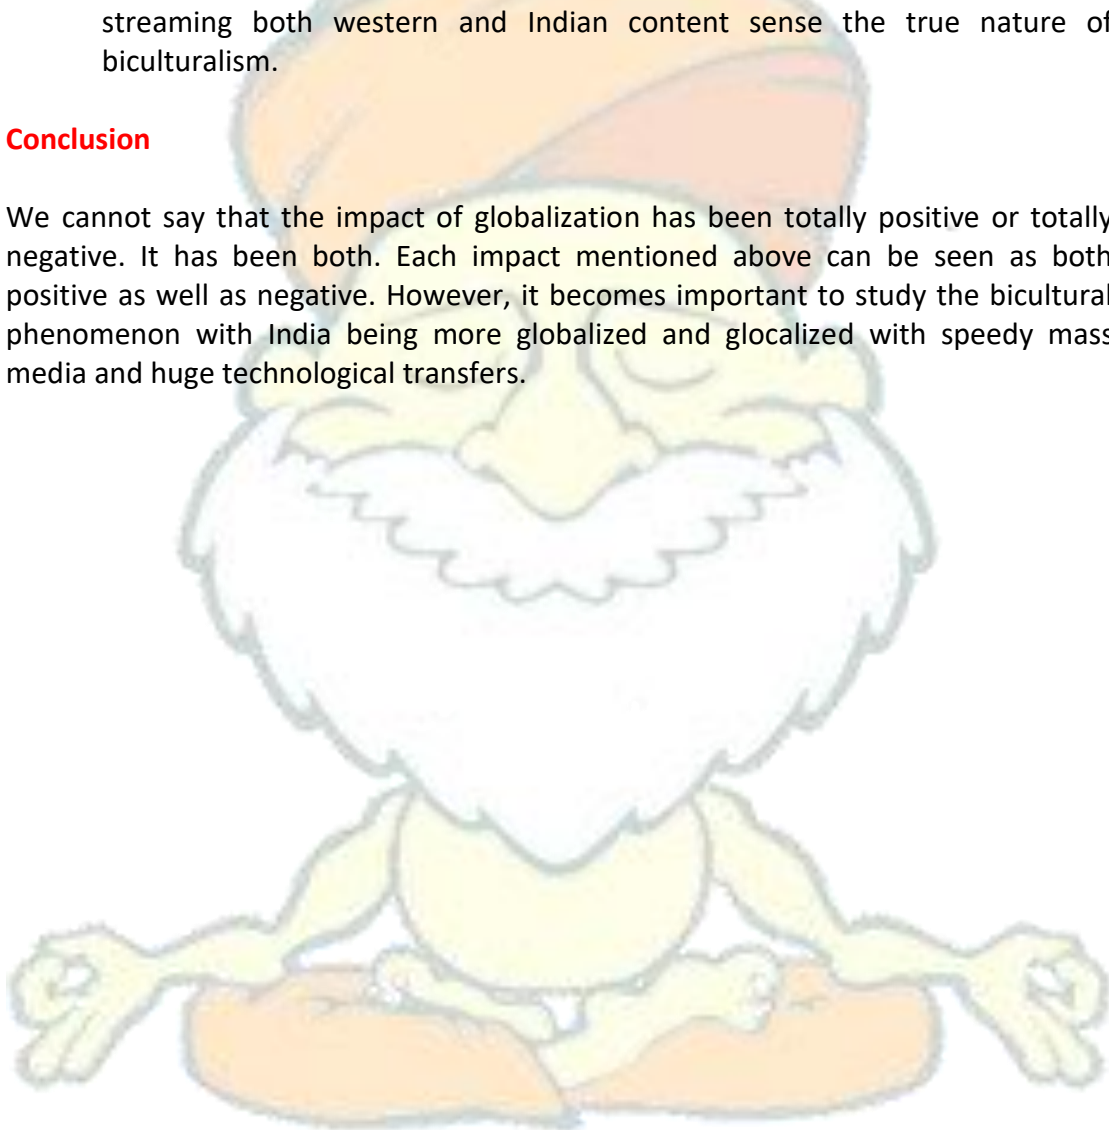 streaming both western and Indian content sense the true nature of
biculturalism.
Conclusion
We cannot say that the impact of globalization has been totally positive or totally
negative. It has been both. Each impact mentioned above can be seen as both
positive as well as negative. However, it becomes important to study the bicultural
phenomenon with India being more globalized and glocalized with speedy mass
media and huge technological transfers.